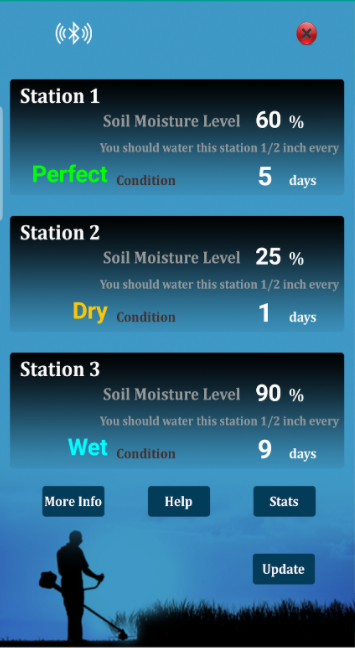 Station 1
Soil Moisture Level 60 %
You should water this station 1/2 inch every
Perfect Condition 5 days
Station 2
Soil Moisture Level 25 %
You should water this station 1/2 inch every
Dry Condition 1 days
Station 3
Soil Moisture Level 90 %
You should water this station 1/2 inch every
Wet Condition 9 days
More Info Help Stats
Update